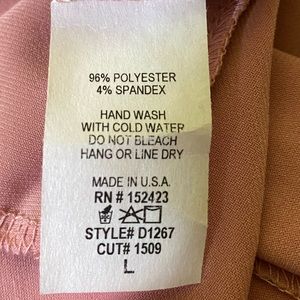 96% POLYESTER
4% SPANDEX
HAND WASH
WITH COLD WATER
DO NOT BLEACH
HANG OR LINE DRY
MADE IN U.S.A.
RN # 152423
STYLE# D1267
CUT# 1509
L